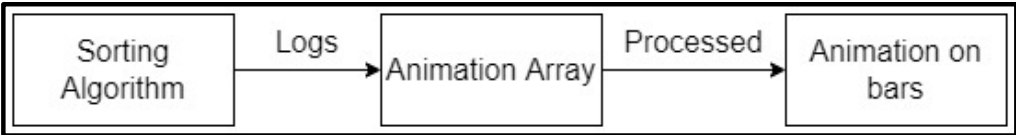 Sorting
Algorithm
Logs
Animation Array
Processed
Animation on
bars